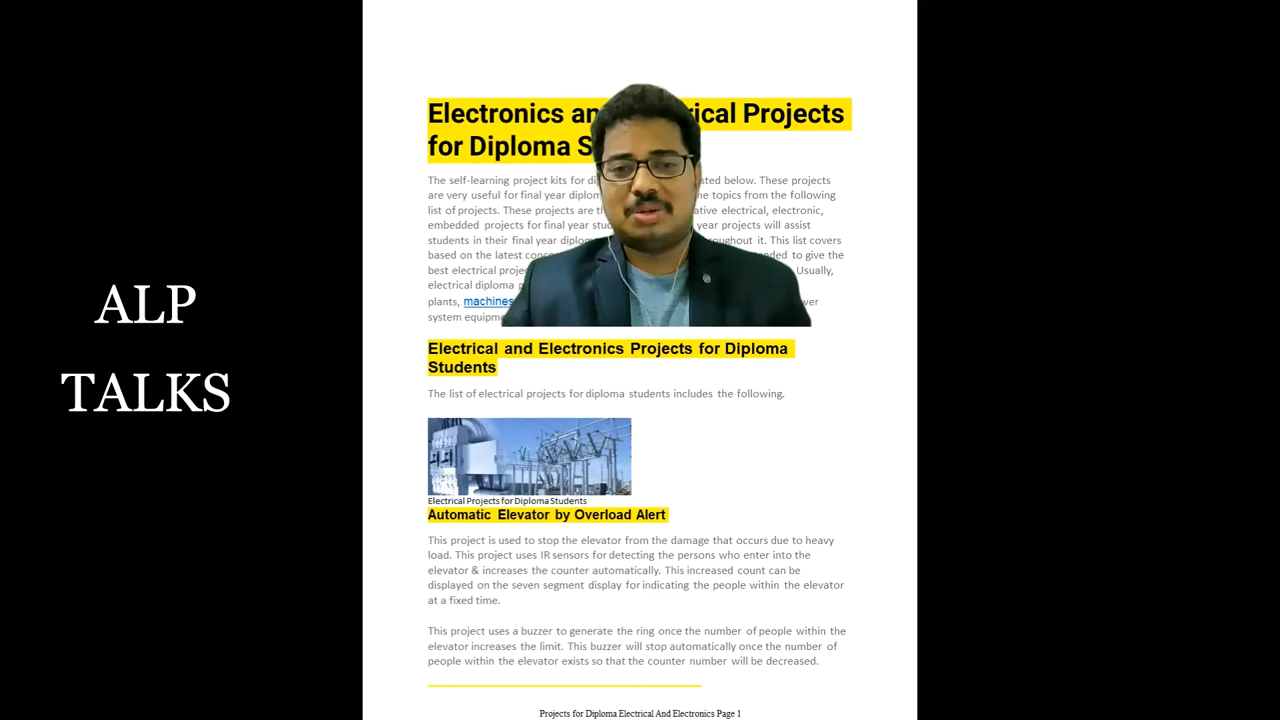 ALP
TALKS
Electronics an rical Projects
for Diploma S
The self-learning project kits for di sted below. These projects
are very useful for final year diplom ne topics from the following
list of projects. These projects are th ative electrical, electronic,
embedded projects for final year stud year projects will assist
students in their final year diplom roughout it. This list covers
based on the latest conce nded to give the
best electrical projec Usually,
electrical diploma p
plants, machines wer
system equipme
Electrical and Electronics Projects for Diploma
Students
The list of electrical projects for diploma students includes the following.
Electrical Projects for Diploma Students
Automatic Elevator by Overload Alert
This project is used to stop the elevator from the damage that occurs due to heavy
load. This project uses IR sensors for detecting the persons who enter into the
elevator & increases the counter automatically. This increased count can be
displayed on the seven segment display for indicating the people within the elevator
at a fixed time.
This project uses a buzzer to generate the ring once the number of people within the
elevator increases the limit. This buzzer will stop automatically once the number of
people within the elevator exists so that the counter number will be decreased.
Projects for Diploma Electrical And Electronics Page 1